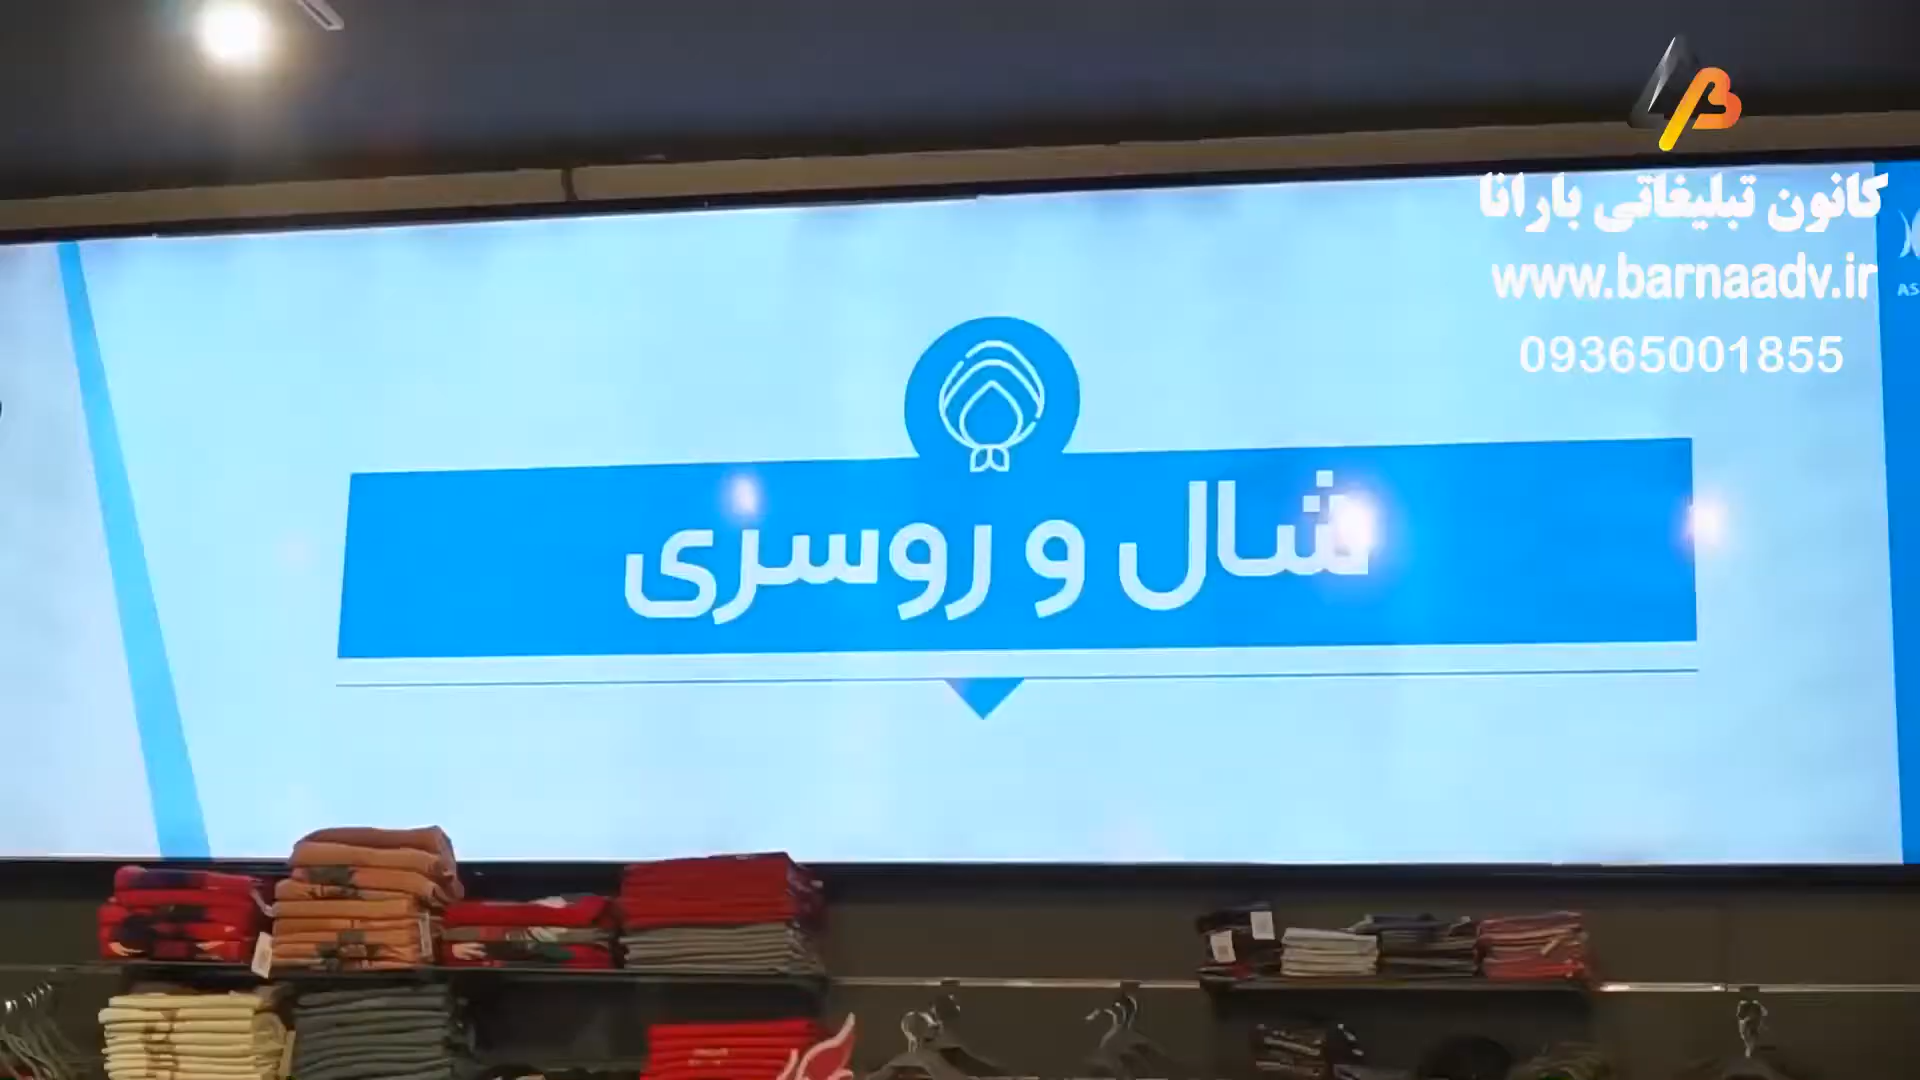 کانون تبلیغاتی بارانا
www.barnaadv.ir
09365001855
شال و روسری